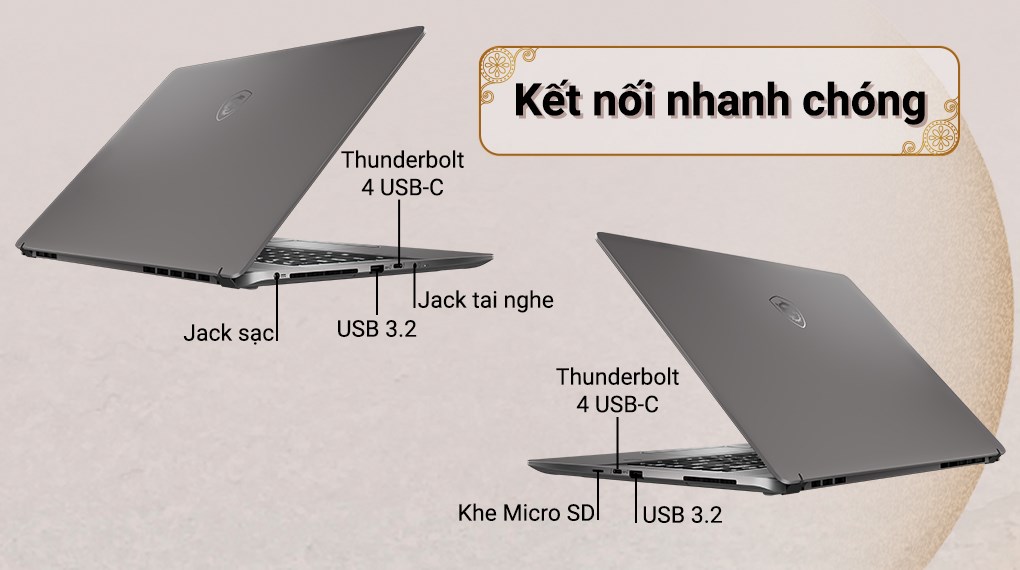 Kết nối nhanh chóng
Thunderbolt
4 USB-C
Jack tai nghe
USB 3.2
Jack sạc
Thunderbolt
4 USB-C
Khe Micro SD
USB 3.2